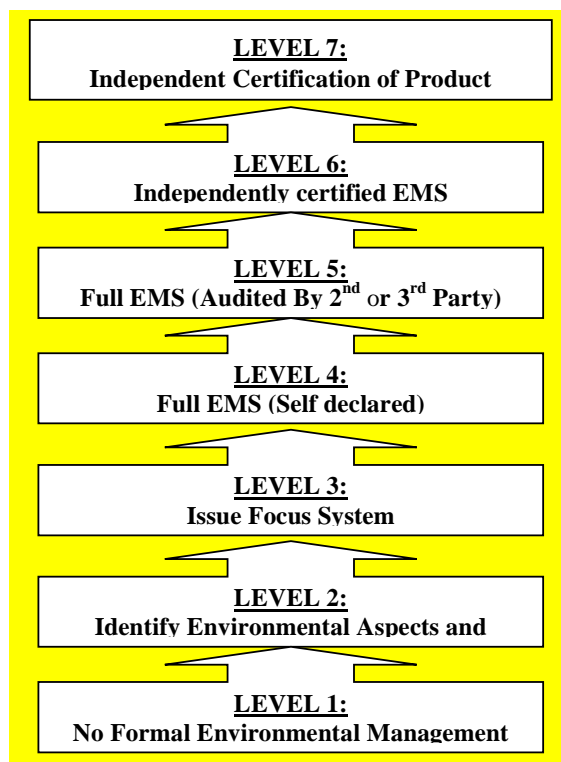 LEVEL 7:
Independent Certification of Product
LEVEL 6:
Independently certified EMS
LEVEL 5:
Full EMS (Audited By 2nd or 3rd Party)
LEVEL 4:
Full EMS (Self declared)
LEVEL 3:
Issue Focus System
LEVEL 2:
Identify Environmental Aspects and
LEVEL 1:
No Formal Environmental Management